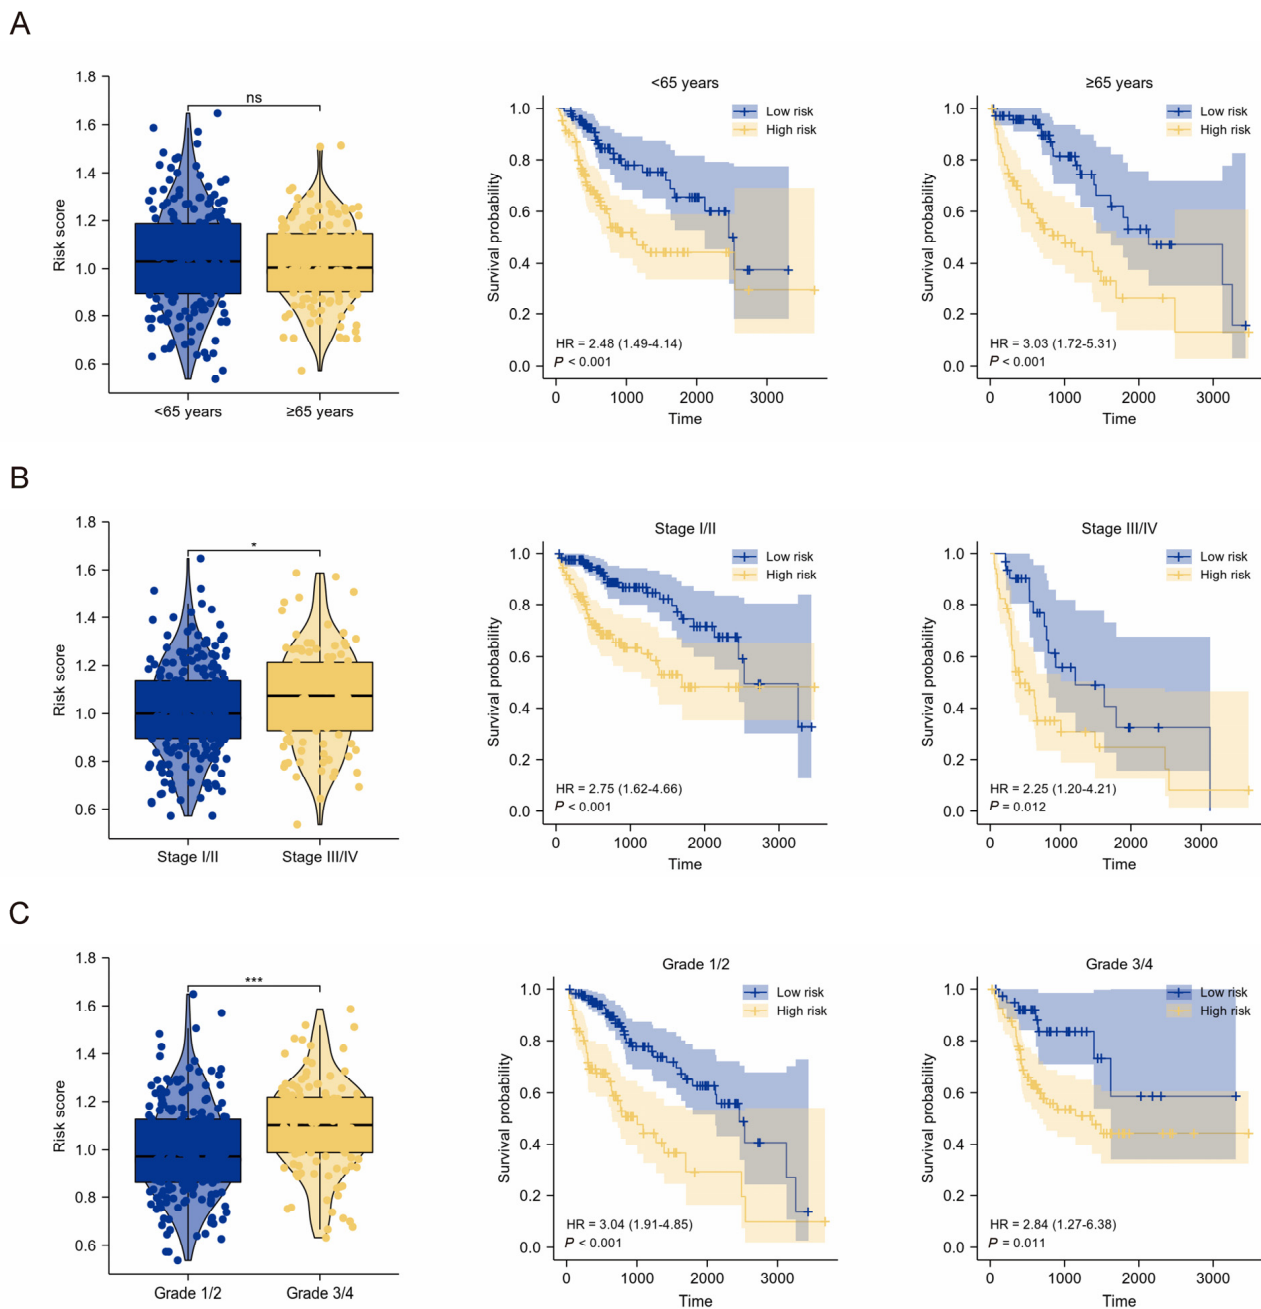 A
1.8
1.6
1.4
1.2
1.0
0.8
0.6
Risk score
ns
<65 years
≥65 years
<65 years
Low risk
High risk
1.0
0.8
0.6
0.4
0.2
0.0
Survival probability
HR = 2.48 (1.49-4.14)
P < 0.001
0 1000 2000 3000
Time
≥65 years
Low risk
High risk
1.0
0.8
0.6
0.4
0.2
0.0
Survival probability
HR = 3.03 (1.72-5.31)
P < 0.001
0 1000 2000 3000
Time
B
1.8
1.6
1.4
1.2
1.0
0.8
0.6
Risk score
*
Stage I/II
Stage III/IV
Stage I/II
Low risk
High risk
1.0
0.8
0.6
0.4
0.2
0.0
Survival probability
HR = 2.75 (1.62-4.66)
P < 0.001
0 1000 2000 3000
Time
Stage III/IV
Low risk
High risk
1.0
0.8
0.6
0.4
0.2
0.0
Survival probability
HR = 2.25 (1.20-4.21)
P = 0.012
0 1000 2000 3000
Time
C
1.8
1.6
1.4
1.2
1.0
0.8
0.6
Risk score
***
Grade 1/2
Grade 3/4
Grade 1/2
Low risk
High risk
1.0
0.8
0.6
0.4
0.2
0.0
Survival probability
HR = 3.04 (1.91-4.85)
P < 0.001
0 1000 2000 3000
Time
Grade 3/4
Low risk
High risk
1.0
0.8
0.6
0.4
0.2
0.0
Survival probability
HR = 2.84 (1.27-6.38)
P = 0.011
0 1000 2000 3000
Time